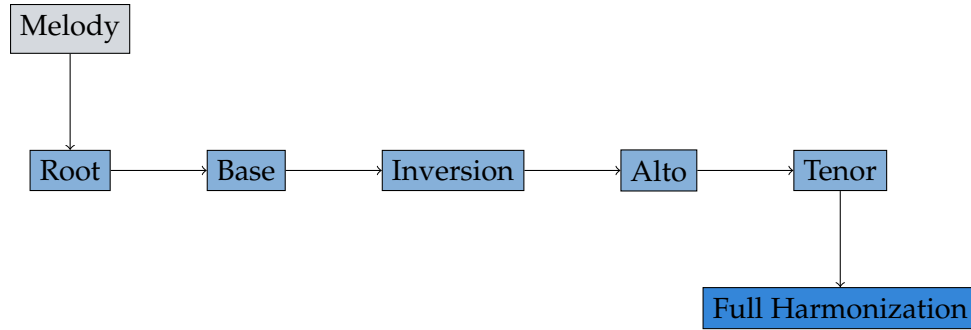 Melody
Root
Base
Inversion
Alto
Tenor
Full Harmonization